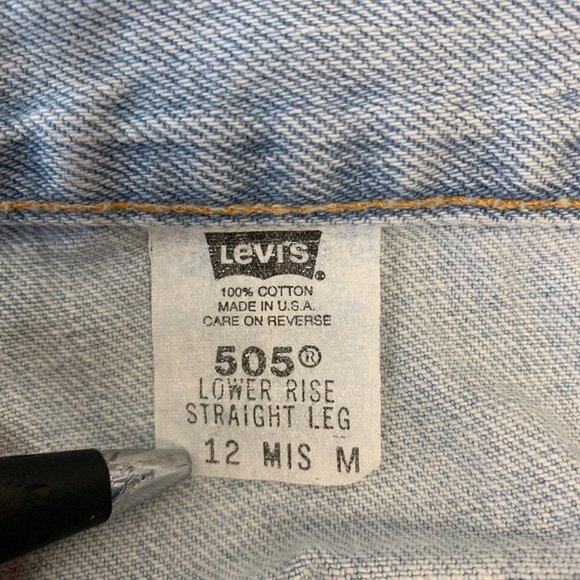 Levi's®
100% COTTON
MADE IN U.S.A.
CARE ON REVERSE
505®
LOWER RISE
STRAIGHT LEG
12 MIS M